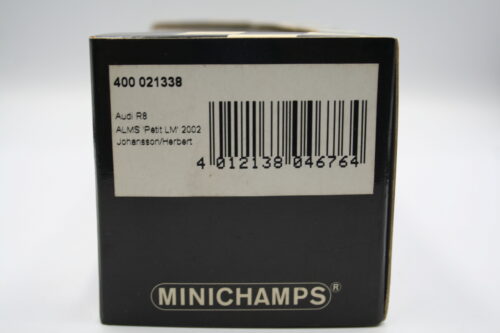 400 021338
Audi R8
ALMS 'Petit LM' 2002
Johansson/Herbert
4 012138 046764
MINICHAMPS®